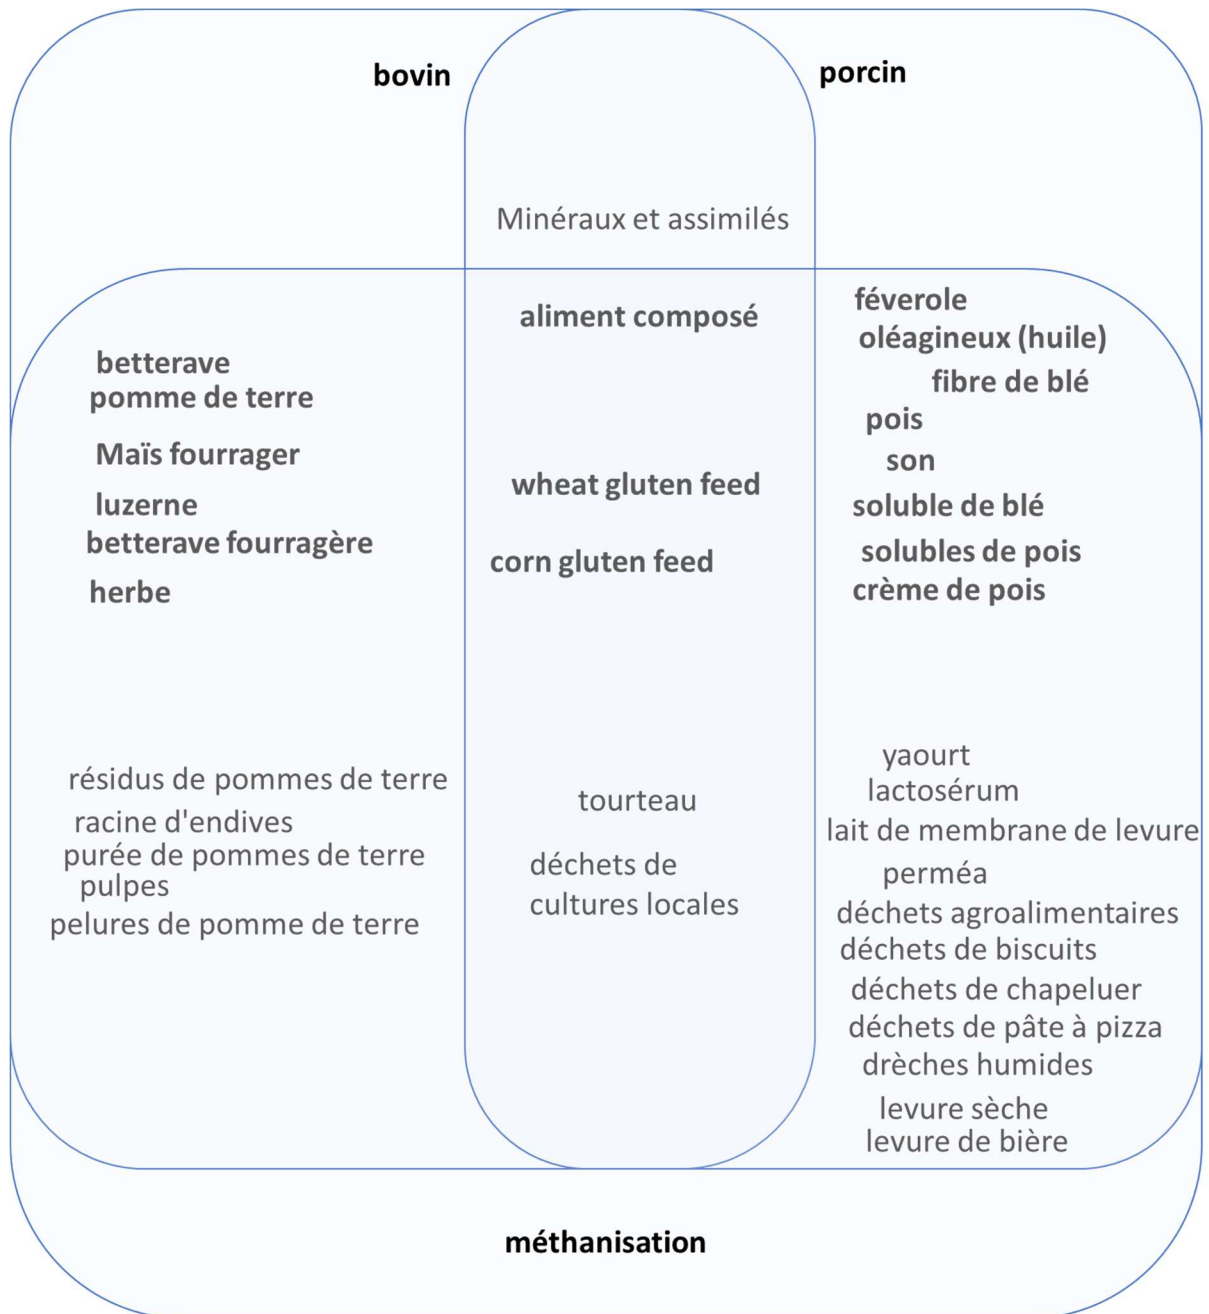 bovin
porcin
Minéraux et assimilés
aliment composé
wheat gluten feed
corn gluten feed
betterave
pomme de terre
Maïs fourrager
luzerne
betterave fourragère
herbe
féverole
oléagineux (huile)
fibre de blé
pois
son
soluble de blé
solubles de pois
crème de pois
résidus de pommes de terre
racine d'endives
purée de pommes de terre
pulpes
pelures de pomme de terre
tourteau
déchets de
cultures locales
yaourt
lactosérum
lait de membrane de levure
perméa
déchets agroalimentaires
déchets de biscuits
déchets de chapeluer
déchets de pâte à pizza
drèches humides
levure sèche
levure de bière
méthanisation